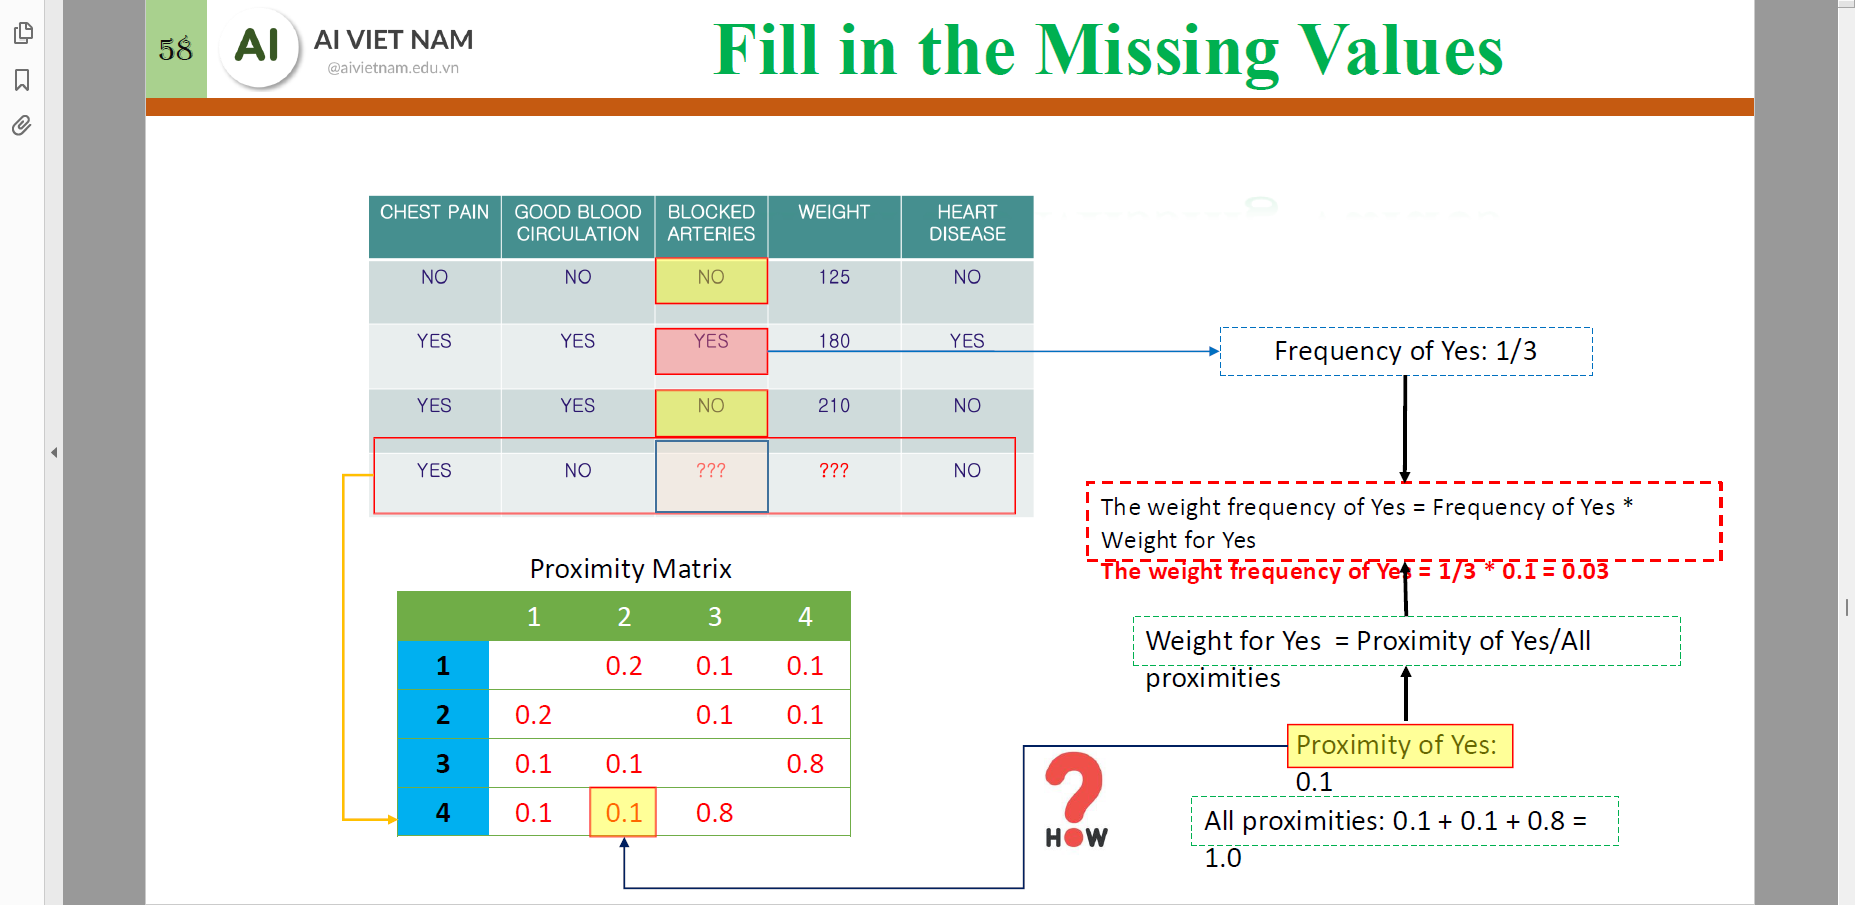 58
AI
AI VIET NAM
@aivietnam.edu.vn
Fill in the Missing Values
CHEST PAIN GOOD BLOOD CIRCULATION BLOCKED ARTERIES WEIGHT HEART DISEASE
NO NO NO 125 NO
YES YES YES 180 YES
YES YES NO 210 NO
YES NO ??? ??? NO
Frequency of Yes: 1/3
The weight frequency of Yes = Frequency of Yes *
Weight for Yes
The weight frequency of Yes = 1/3 * 0.1 = 0.03
Weight for Yes = Proximity of Yes/All
proximities
Proximity of Yes:
0.1
All proximities: 0.1 + 0.1 + 0.8 =
1.0
HOW
Proximity Matrix
1 2 3 4
1 0.2 0.1 0.1
2 0.2 0.1 0.1
3 0.1 0.1 0.8
4 0.1 0.1 0.8